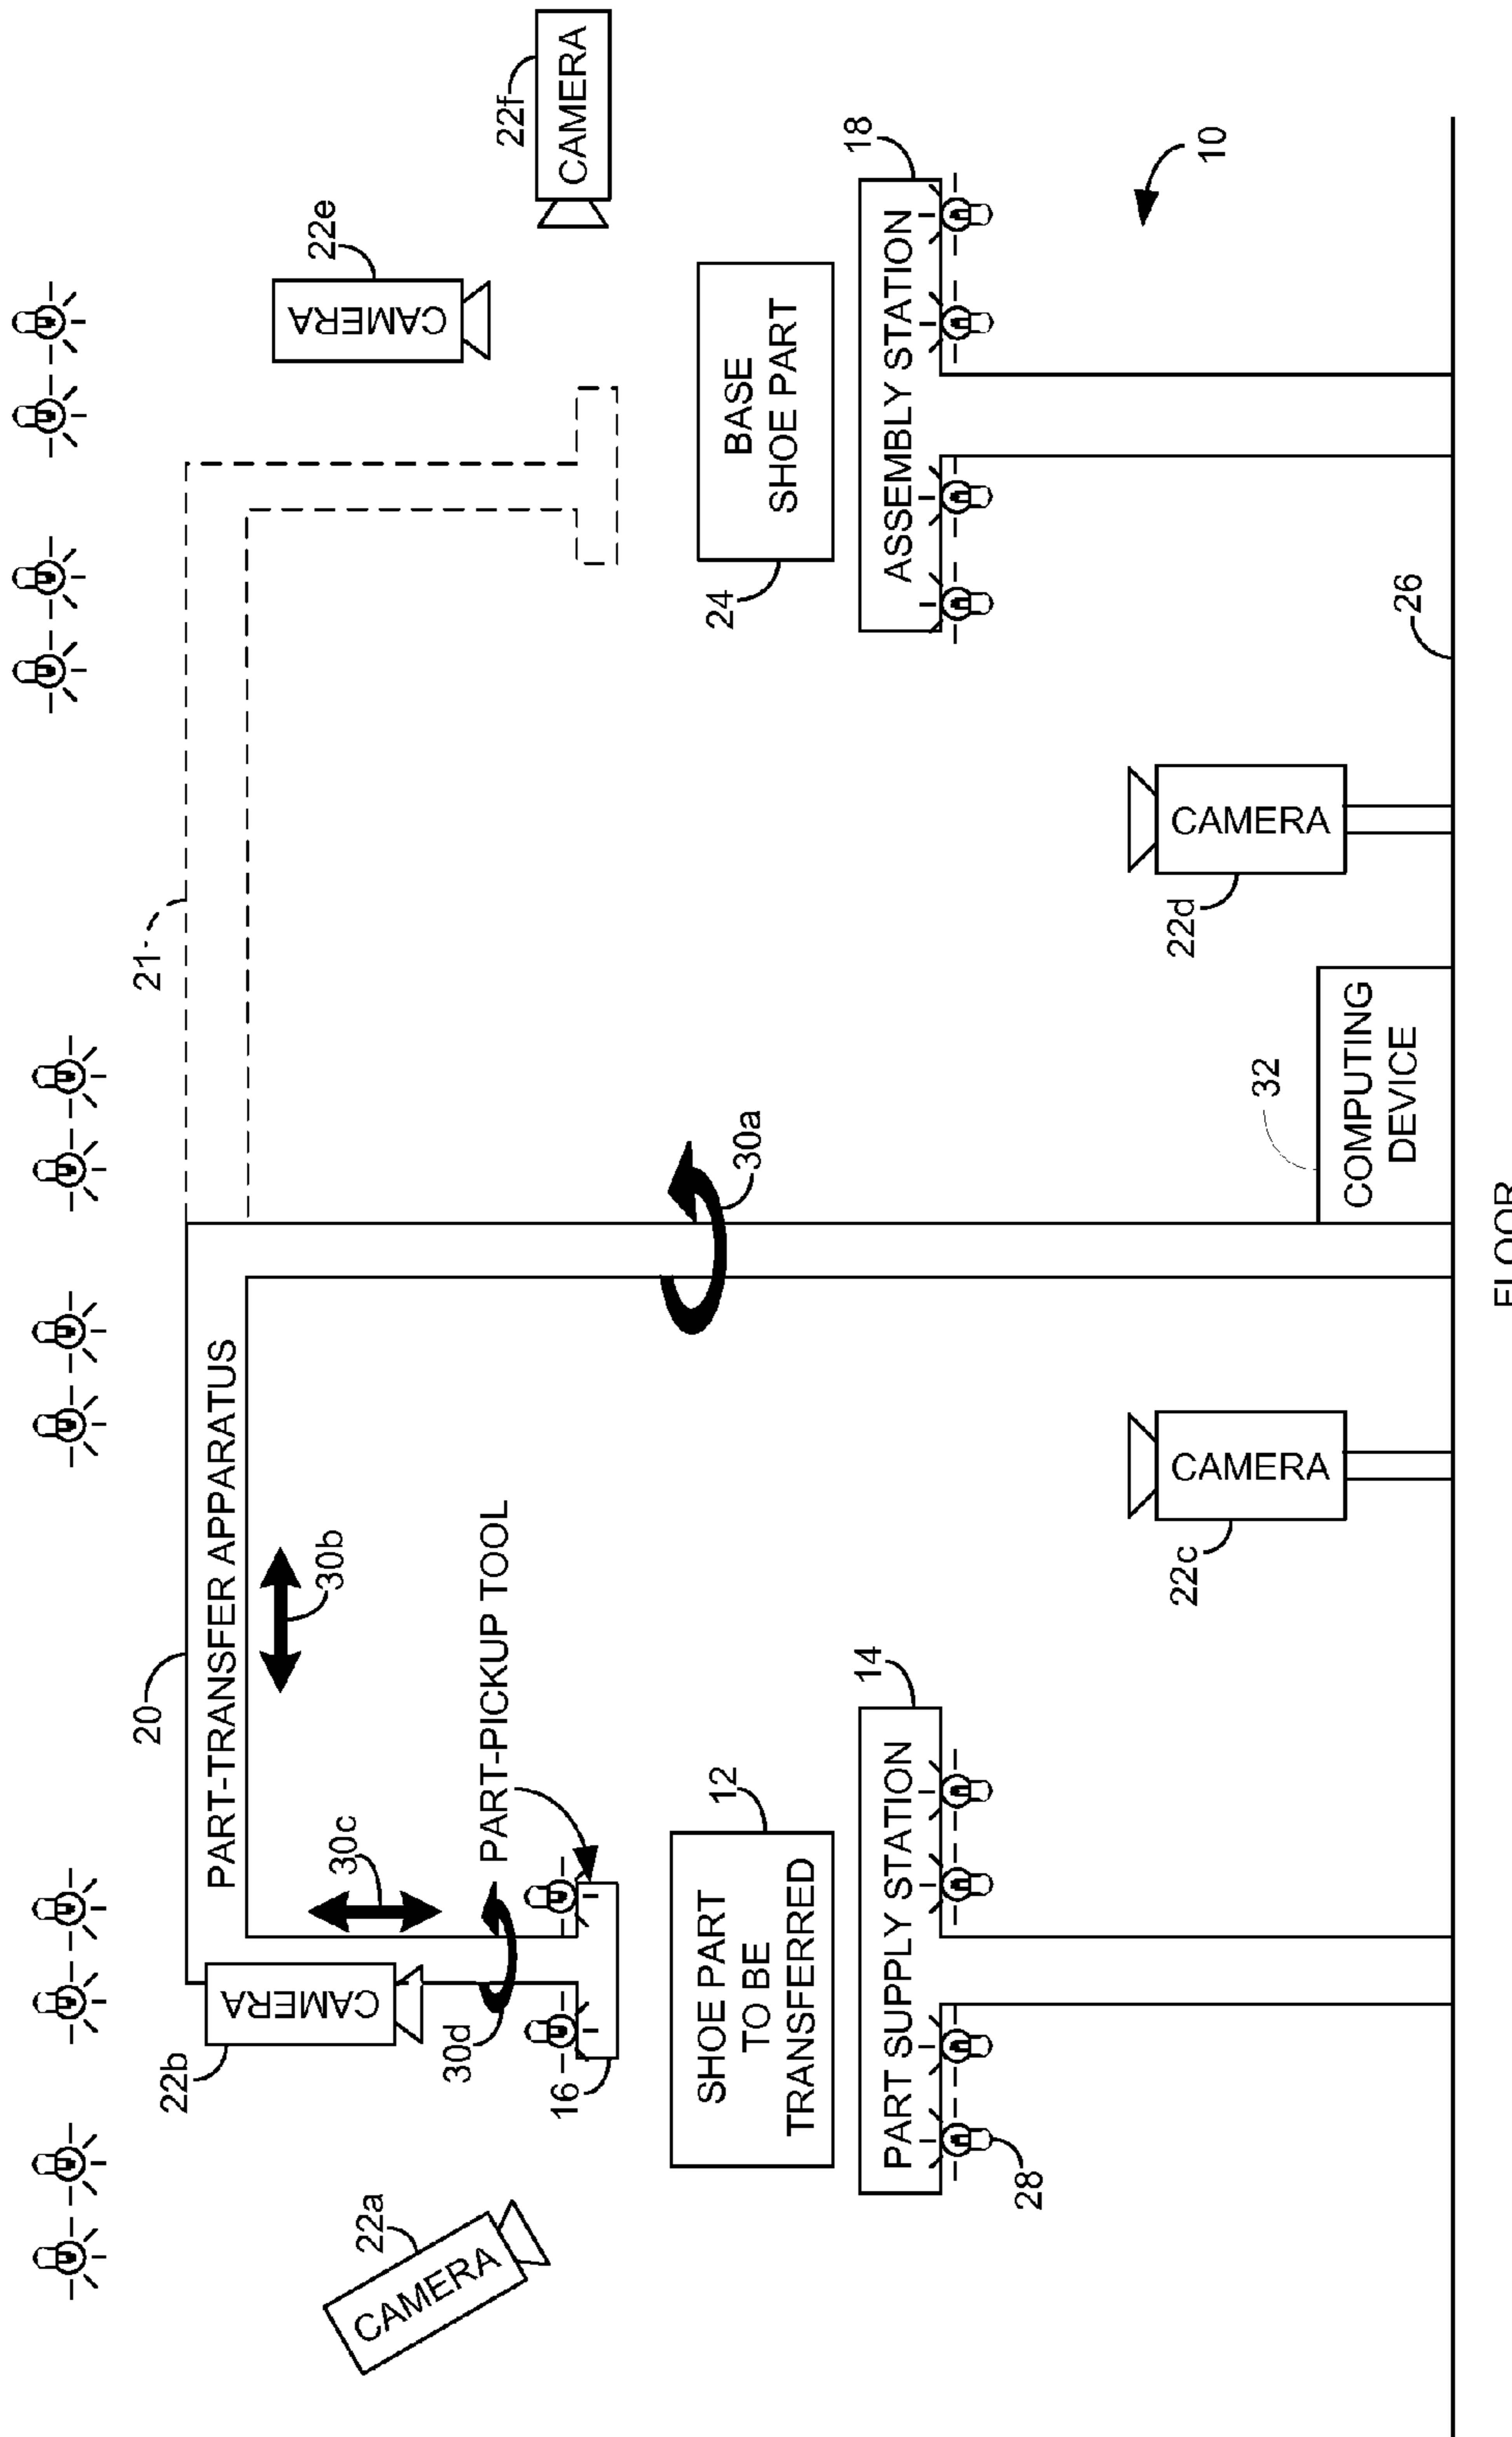 20
PART-TRANSFER APPARATUS
21
22a
CAMERA
22b
CAMERA
30c
30b
30d
PART-PICKUP TOOL
16
30a
22e
CAMERA
22f
CAMERA
12
SHOE PART
TO BE
TRANSFERRED
14
PART SUPPLY STATION
28
24
BASE
SHOE PART
18
ASSEMBLY STATION
10
22c
CAMERA
32
COMPUTING
DEVICE
22d
CAMERA
26
FLOOR